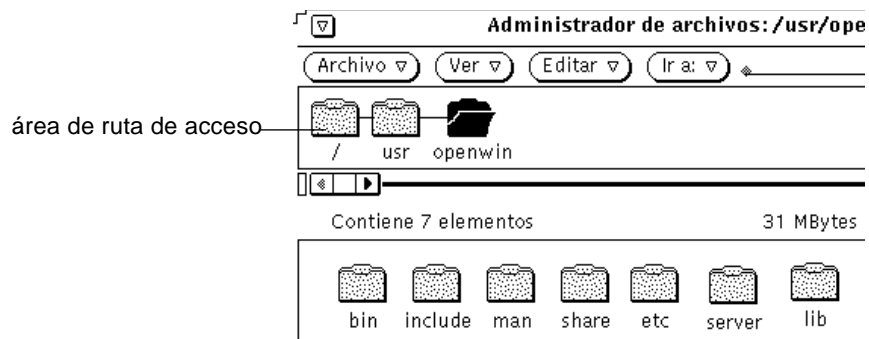 Administrador de archivos: /usr/ope
Archivo Ver Editar Ir a:
área de ruta de acceso
/ usr openwin
Contiene 7 elementos 31 MBytes
bin include man share etc server lib